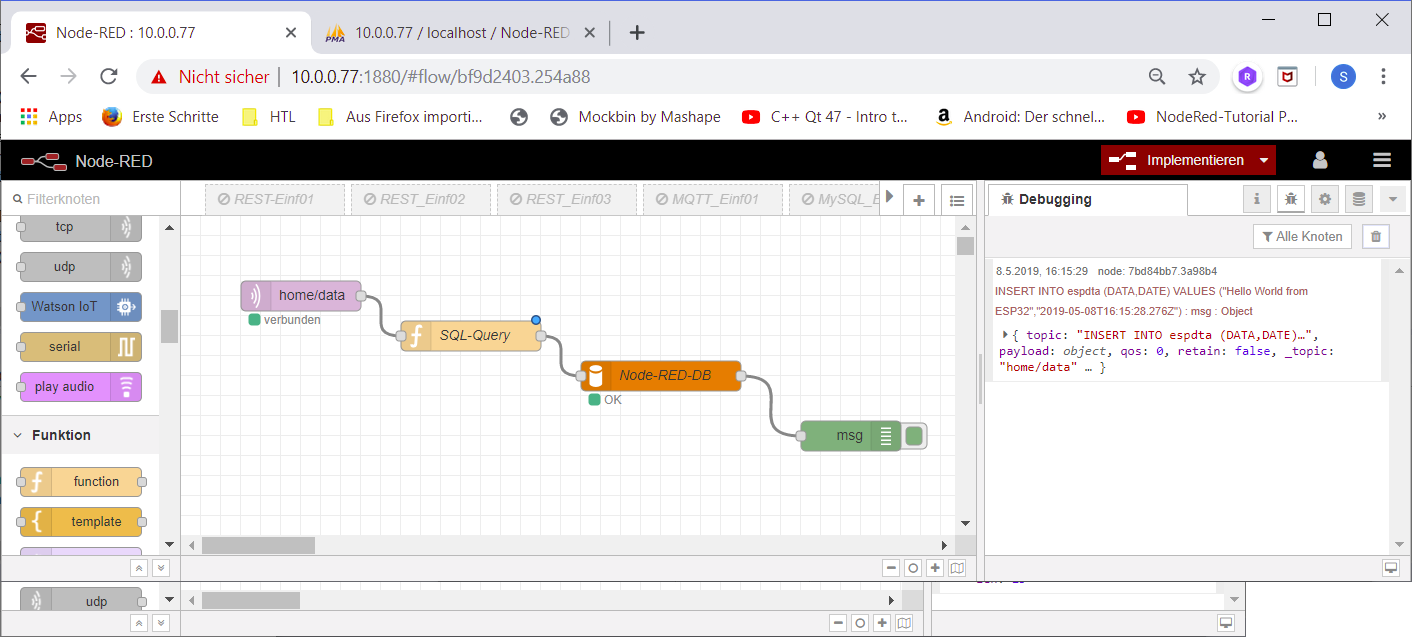 Node-RED : 10.0.0.77
PMA
10.0.0.77 / localhost / Node-RED
Nicht sicher
10.0.0.77:1880/#flow/bf9d2403.254a88
R
S
Apps
Erste Schritte
HTL
Aus Firefox importi...
Mockbin by Mashape
C++ Qt 47 - Intro t...
a
Android: Der schnel...
NodeRed-Tutorial P...
»
Node-RED
Implementieren
Filterknoten
REST-Einf01
REST_Einf02
REST_Einf03
MQTT_Einf01
MySQL_E
Debugging
Alle Knoten
tcp
udp
Watson IoT
serial
play audio
Funktion
function
template
home/data
verbunden
SQL-Query
Node-RED-DB
OK
msg
8.5.2019, 16:15:29 node: 7bd84bb7.3a98b4
INSERT INTO espdta (DATA,DATE) VALUES ("Hello World from
ESP32","2019-05-08T16:15:28.276Z") : msg : Object
{ topic: "INSERT INTO espdta (DATA,DATE)…",
payload: object, qos: 0, retain: false, _topic:
"home/data" … }
udp